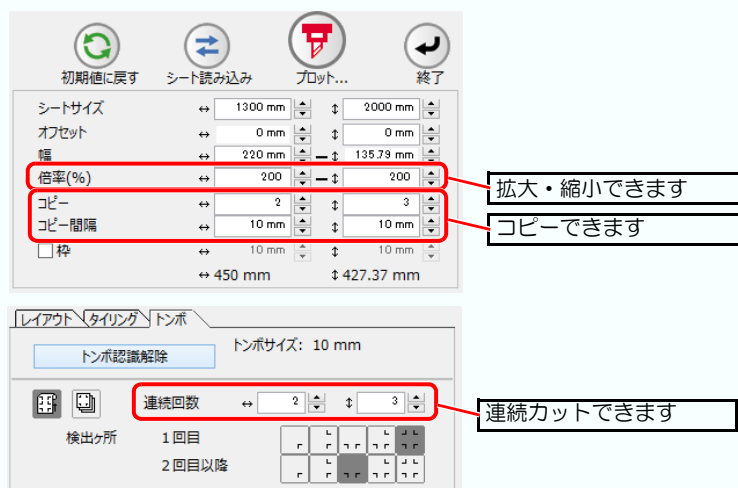 初期値に戻す シート読み込み プロット... 終了
シートサイズ ↔ 1300 mm ↕ 2000 mm
オフセット ↔ 0 mm ↕ 0 mm
幅 ↔ 220 mm ↕ 135.79 mm
倍率(%) ↔ 200 ↕ 200
拡大・縮小できます
コピー ↔ 2 ↕ 3
コピー間隔 ↔ 10 mm ↕ 10 mm
コピーできます
枠 ↔ 10 mm ↕ 10 mm
↔ 450 mm ↕ 427.37 mm
レイアウト タイリング トンボ
トンボ認識解除 トンボサイズ: 10 mm
連続回数 ↔ 2 ↕ 3
連続カットできます
検出ヶ所 1回目
2回目以降